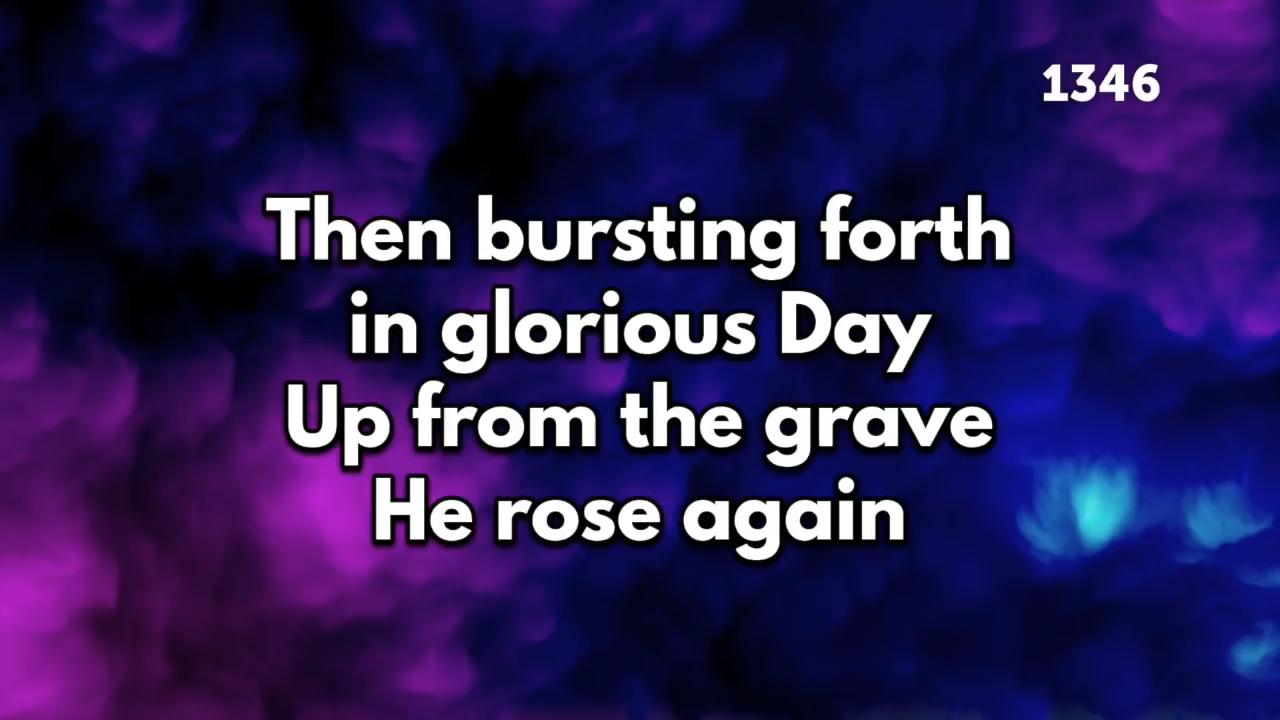 1346
Then bursting forth
in glorious Day
Up from the grave
He rose again